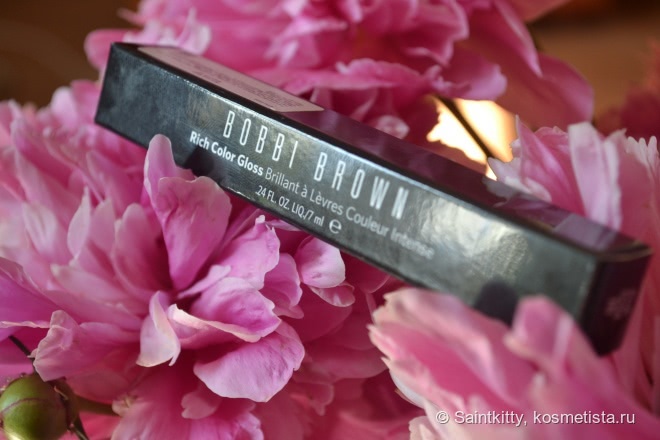 BOBBI BROWN
Rich Color Gloss Brillant à Lèvres Couleur Intense
.24 FL. OZ. LIQ./7 ml ℮
© Saintkitty, kosmetista.ru